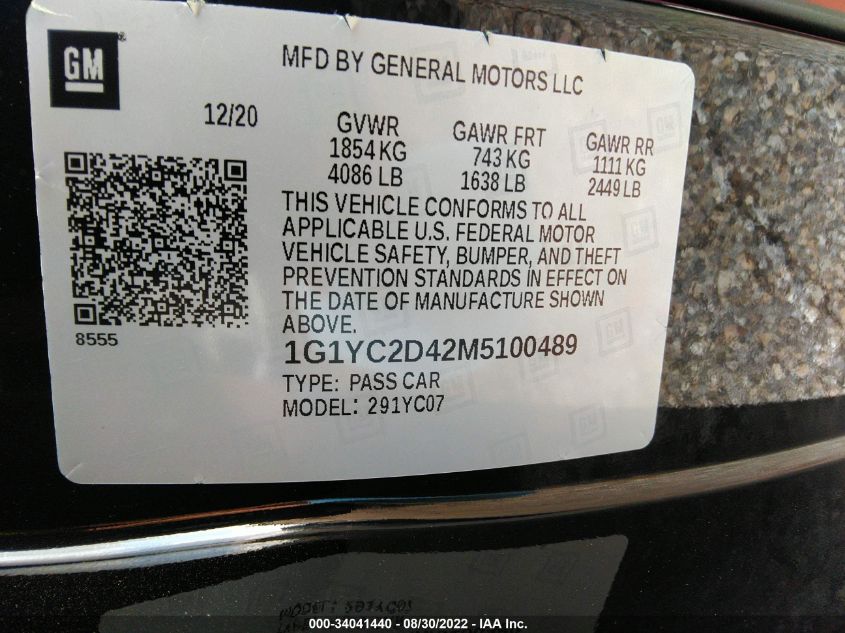 GM
MFD BY GENERAL MOTORS LLC
12/20
GVWR
1854 KG
4086 LB
GAWR FRT
743 KG
1638 LB
GAWR RR
1111 KG
2449 LB
THIS VEHICLE CONFORMS TO ALL
APPLICABLE U.S. FEDERAL MOTOR
VEHICLE SAFETY, BUMPER, AND THEFT
PREVENTION STANDARDS IN EFFECT ON
THE DATE OF MANUFACTURE SHOWN
ABOVE.
8555
1G1YC2D42M5100489
TYPE: PASS CAR
MODEL: 291YC07
000-34041440 - 08/30/2022 - IAA Inc.